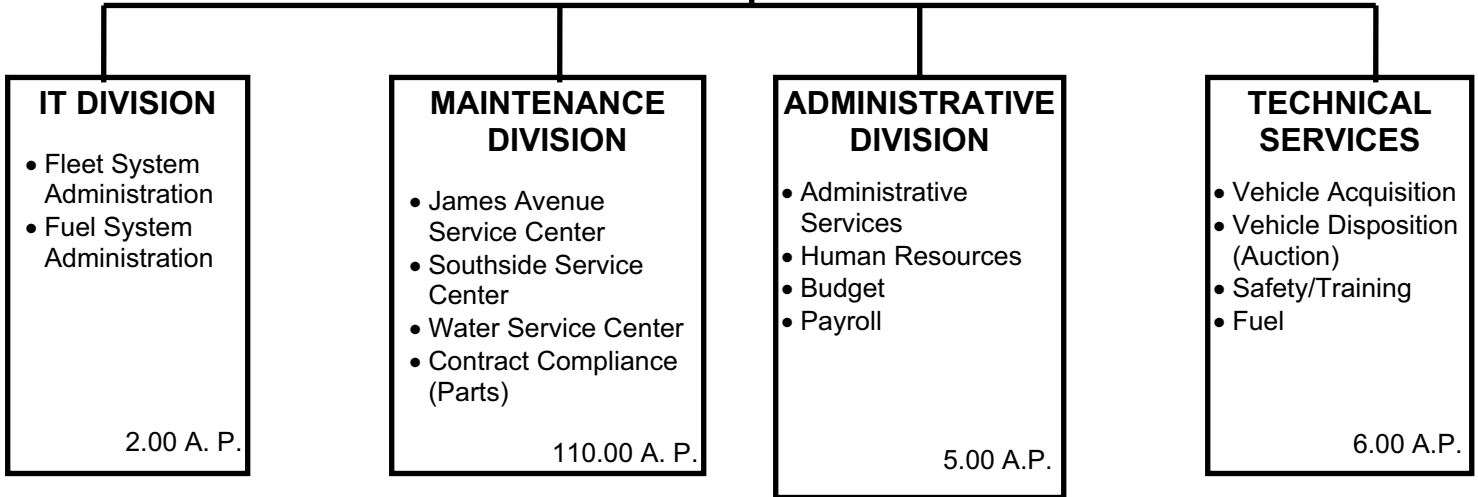 IT DIVISION
• Fleet System
Administration
• Fuel System
Administration
2.00 A. P.
MAINTENANCE
DIVISION
• James Avenue
Service Center
• Southside Service
Center
• Water Service Center
• Contract Compliance
(Parts)
110.00 A. P.
ADMINISTRATIVE
DIVISION
• Administrative
Services
• Human Resources
• Budget
• Payroll
5.00 A.P.
TECHNICAL
SERVICES
• Vehicle Acquisition
• Vehicle Disposition
(Auction)
• Safety/Training
• Fuel
6.00 A.P.